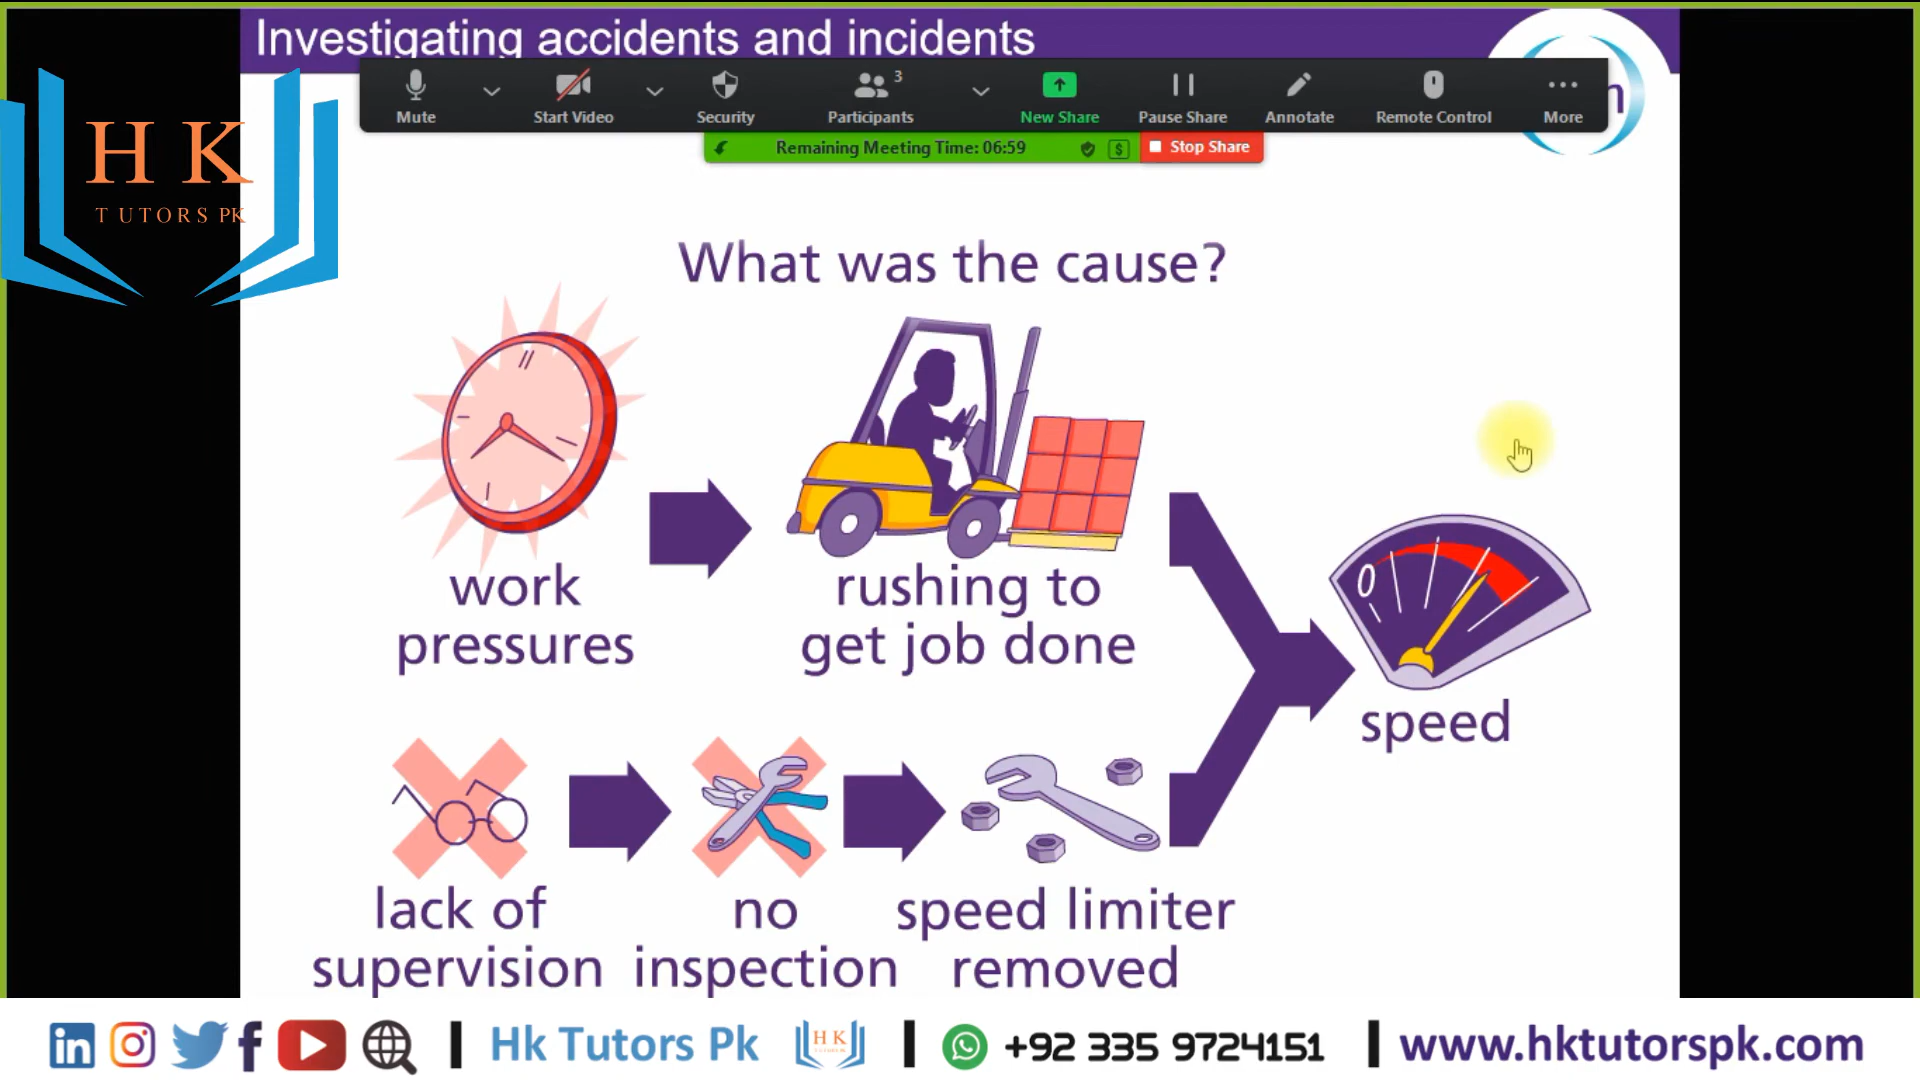 Investigating accidents and incidents
Mute
Start Video
Security
3
Participants
New Share
Pause Share
Annotate
Remote Control
More
Remaining Meeting Time: 06:59
$
Stop Share
H K
TUTORS PK
What was the cause?
0
work
pressures
rushing to
get job done
speed
lack of
supervision
no
inspection
speed limiter
removed
Hk Tutors Pk
H K
+92 335 9724151
www.hktutorspk.com